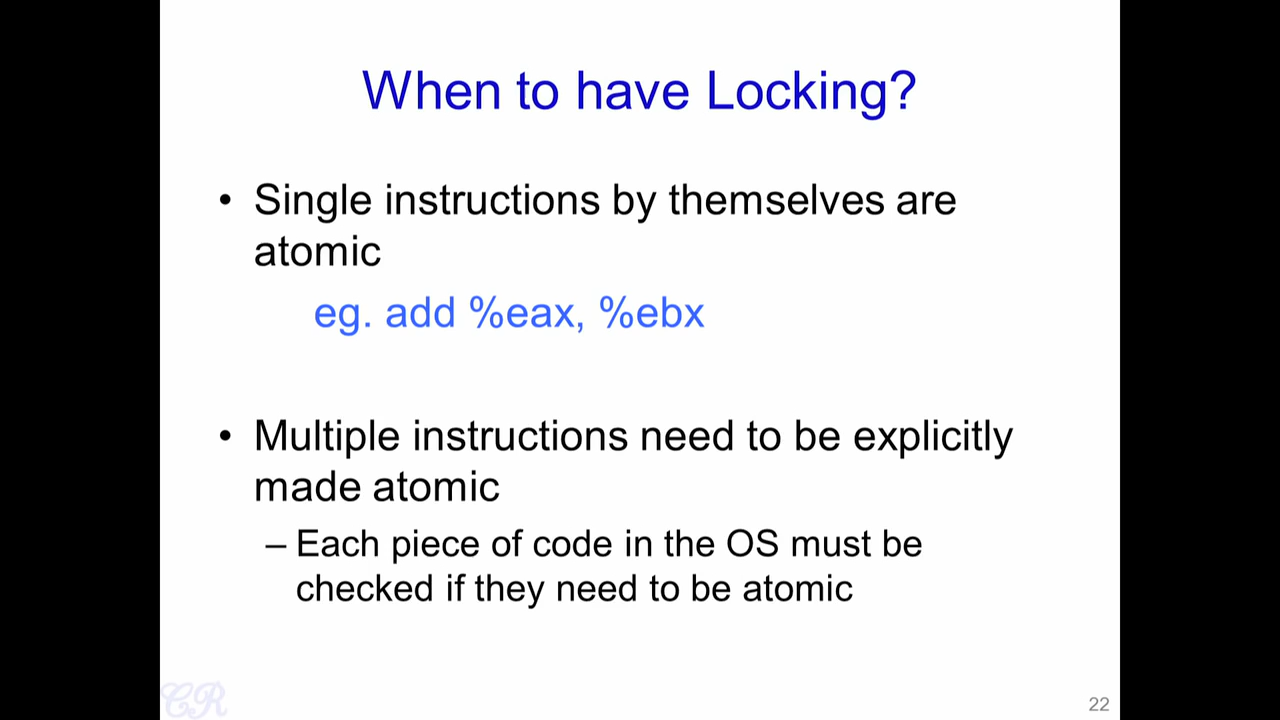 When to have Locking?
• Single instructions by themselves are
atomic
eg. add %eax, %ebx
• Multiple instructions need to be explicitly
made atomic
– Each piece of code in the OS must be
checked if they need to be atomic
CR
22